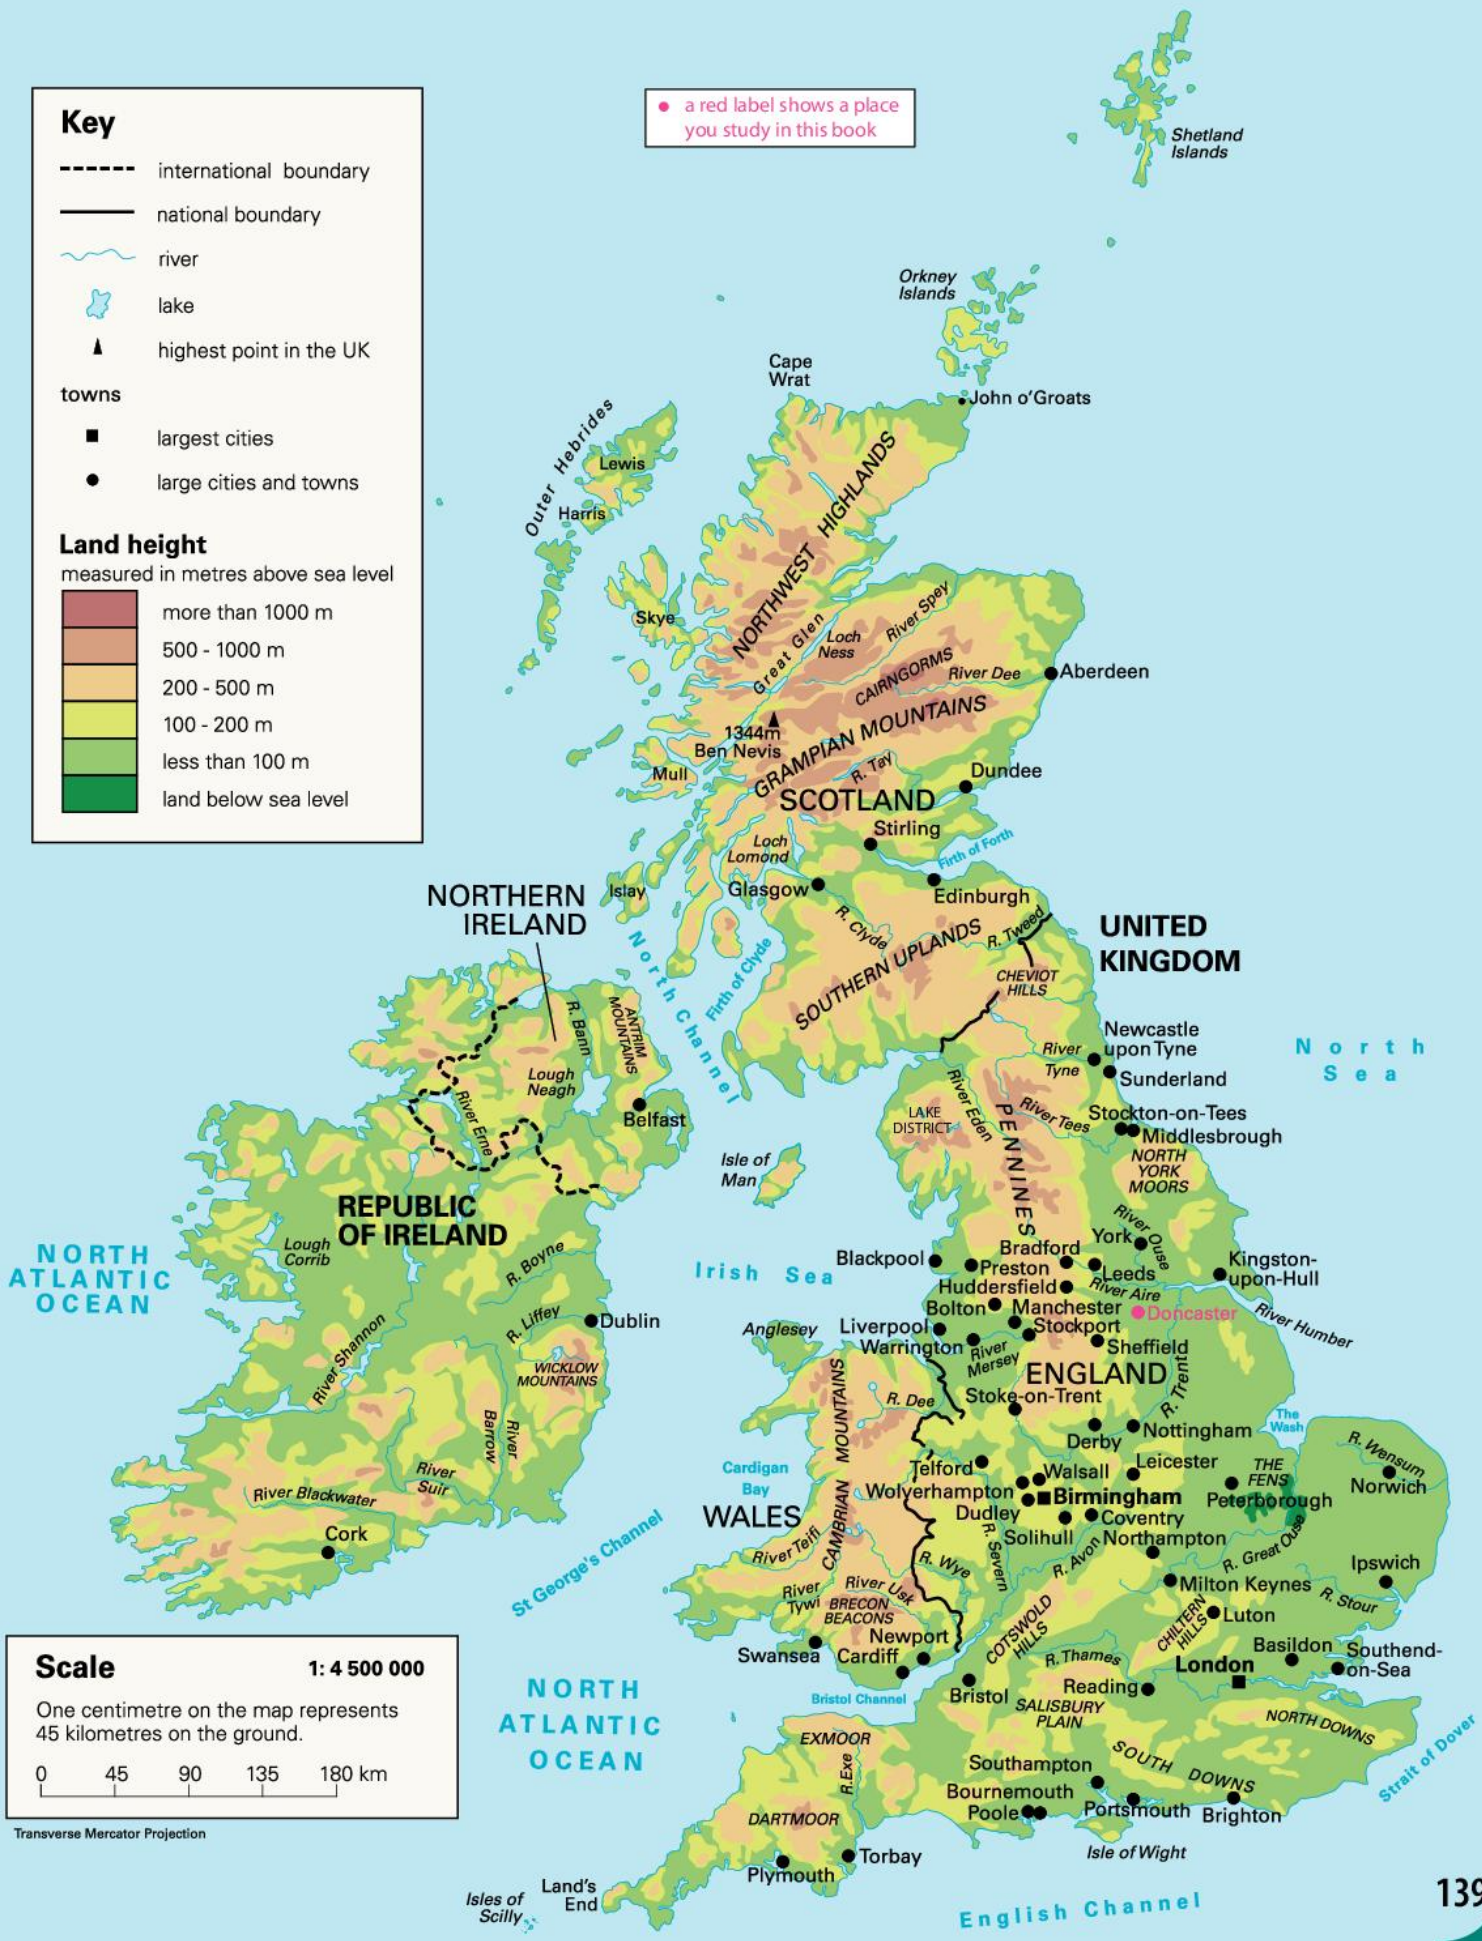 Key
international boundary
national boundary
river
lake
highest point in the UK
towns
largest cities
large cities and towns
Land height
measured in metres above sea level
more than 1000 m
500 - 1000 m
200 - 500 m
100 - 200 m
less than 100 m
land below sea level
a red label shows a place
you study in this book
Shetland
Islands
Orkney
Islands
Cape
Wrat
John o'Groats
Outer Hebrides
Lewis
Harris
NORTHWEST HIGHLANDS
Skye
Great Glen
Loch
Ness
River Spey
CAIRNGORMS
River Dee
Aberdeen
1344m
Ben Nevis
GRAMPIAN MOUNTAINS
Mull
R. Tay
Dundee
SCOTLAND
Stirling
Loch
Lomond
Firth of Forth
Islay
Glasgow
Edinburgh
NORTHERN
IRELAND
R. Clyde
SOUTHERN UPLANDS
R. Tweed
UNITED
KINGDOM
North Channel
Firth of Clyde
CHEVIOT
HILLS
R. Bann
ANTRIM
MOUNTAINS
Newcastle
upon Tyne
River
Tyne
Sunderland
North
Sea
Lough
Neagh
Belfast
River Erne
River Eden
LAKE
DISTRICT
PENNINES
River Tees
Stockton-on-Tees
Middlesbrough
NORTH
YORK
MOORS
Isle of
Man
REPUBLIC
OF IRELAND
Lough
Corrib
NORTH
ATLANTIC
OCEAN
R. Boyne
Irish Sea
Blackpool
Preston
Bradford
York
River Ouse
Leeds
Kingston-
upon-Hull
Huddersfield
River Aire
Bolton
Manchester
Doncaster
River Humber
R. Liffey
Dublin
River Shannon
Anglesey
Liverpool
Stockport
Warrington
River
Mersey
Sheffield
WICKLOW
MOUNTAINS
ENGLAND
R. Trent
R. Dee
Stoke-on-Trent
CAMBRIAN MOUNTAINS
River
Barrow
The
Wash
Derby
Nottingham
R. Wensum
Norwich
Cardigan
Bay
River
Suir
River Blackwater
Telford
Walsall
Leicester
THE
FENS
Wolverhampton
Birmingham
Peterborough
WALES
Dudley
Coventry
Solihull
Northampton
Cork
St George's Channel
River Teifi
R. Wye
R. Severn
R. Avon
R. Great Ouse
Ipswich
River
Tywi
River Usk
BRECON
BEACONS
Milton Keynes
R. Stour
COTSWOLD
HILLS
CHILTERN
HILLS
Luton
Newport
Swansea
Cardiff
R. Thames
London
Basildon
Southend-
on-Sea
Bristol Channel
Bristol
Reading
SALISBURY
PLAIN
NORTH DOWNS
NORTH
ATLANTIC
OCEAN
EXMOOR
R.Exe
Southampton
SOUTH DOWNS
Strait of Dover
Bournemouth
Poole
Portsmouth
Brighton
DARTMOOR
Isle of Wight
Torbay
Plymouth
Land's
End
Isles of
Scilly
English Channel
Scale
1: 4 500 000
One centimetre on the map represents
45 kilometres on the ground.
0 45 90 135 180 km
Transverse Mercator Projection
139